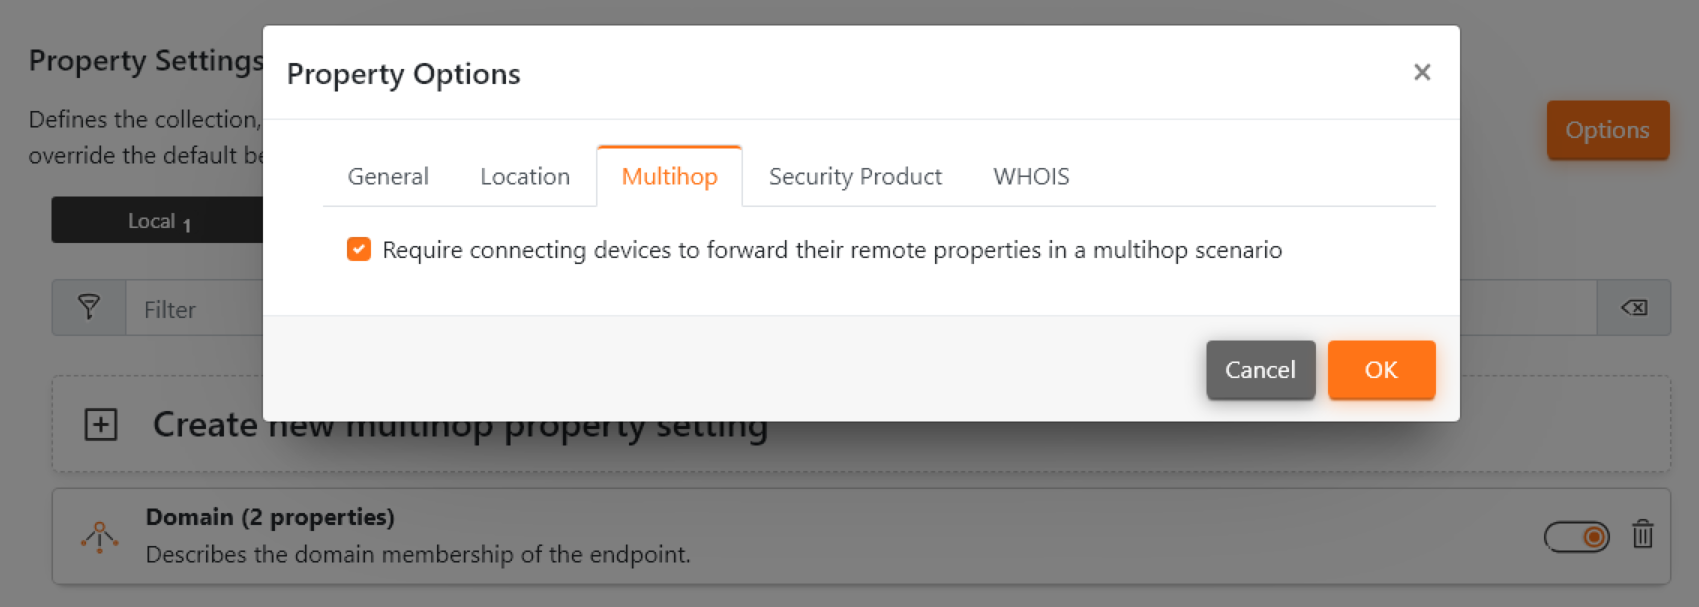 Property Settings
Defines the collection,
override the default be
Options
Local 1
Filter
Property Options
×
General Location Multihop Security Product WHOIS
Require connecting devices to forward their remote properties in a multihop scenario
Cancel OK
Create new multihop property setting
Domain (2 properties)
Describes the domain membership of the endpoint.